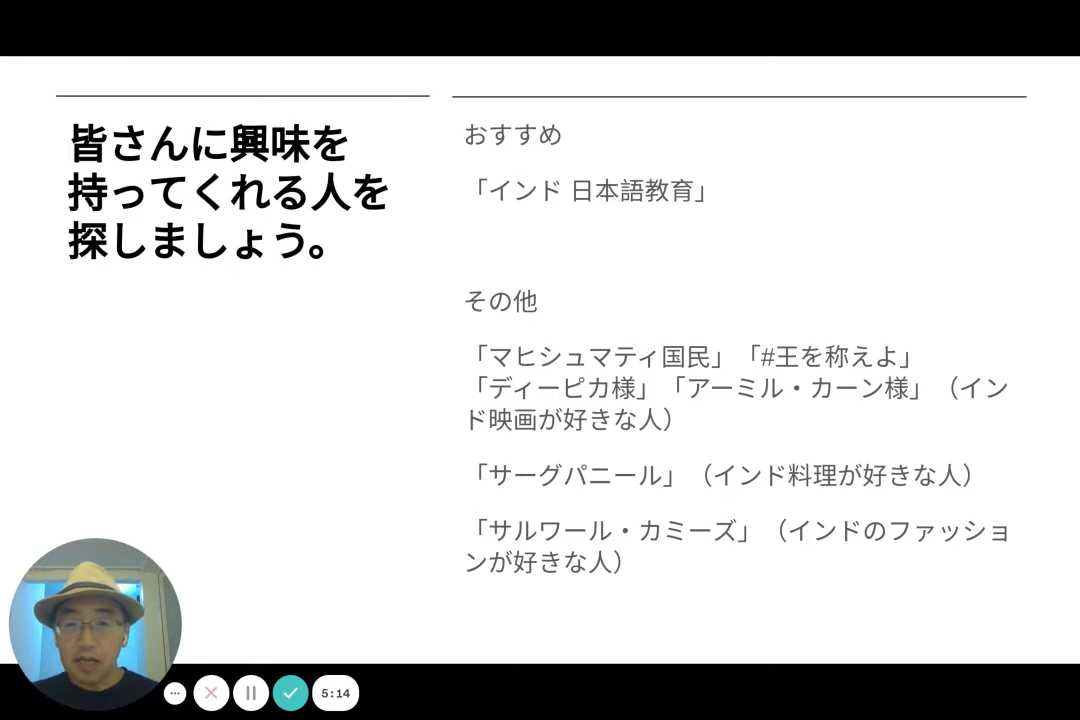 皆さんに興味を
持ってくれる人を
探しましょう。
おすすめ
「インド 日本語教育」
その他
「マヒシュマティ国民」「#王を称えよ」
「ディーピカ様」「アーミル・カーン様」（イン
ド映画が好きな人）
「サーグパニール」（インド料理が好きな人）
「サルワール・カミーズ」（インドのファッショ
ンが好きな人）
5:14